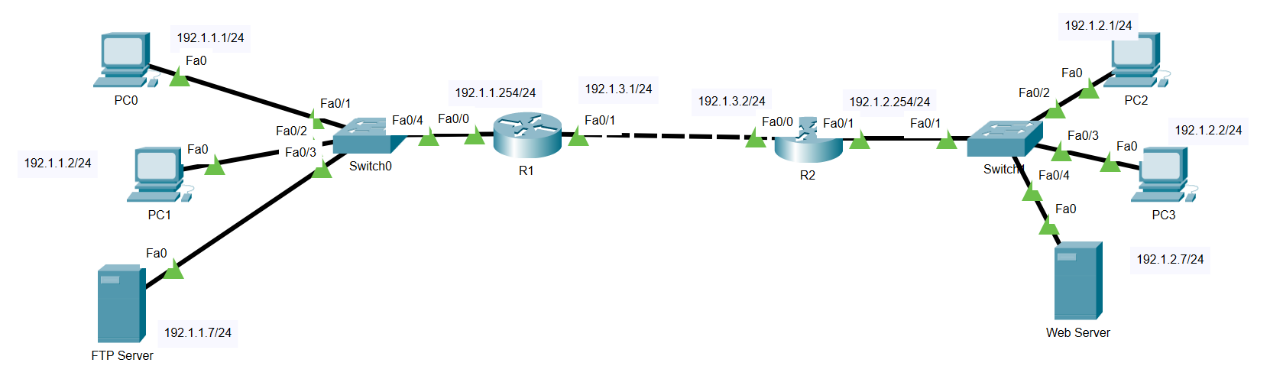 192.1.1.1/24
Fa0
PC0
Fa0/1
Fa0/2
Fa0
192.1.1.2/24
PC1
Fa0/3
Fa0/4
Switch0
Fa0
192.1.1.7/24
FTP Server
192.1.1.254/24
Fa0/0
R1
192.1.3.1/24
Fa0/1
192.1.3.2/24
Fa0/0
R2
192.1.2.254/24
Fa0/1
Fa0/1
Switch1
192.1.2.1/24
Fa0
Fa0/2
PC2
192.1.2.2/24
Fa0/3
Fa0
PC3
Fa0/4
Fa0
192.1.2.7/24
Web Server